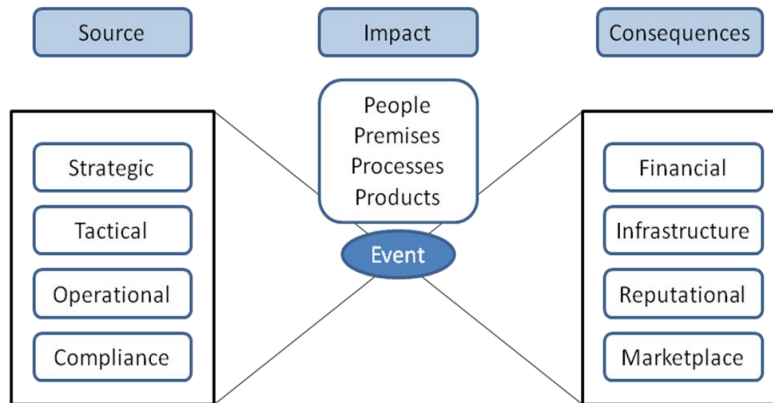 Source
Impact
Consequences
People
Premises
Processes
Products
Event
Strategic
Tactical
Operational
Compliance
Financial
Infrastructure
Reputational
Marketplace